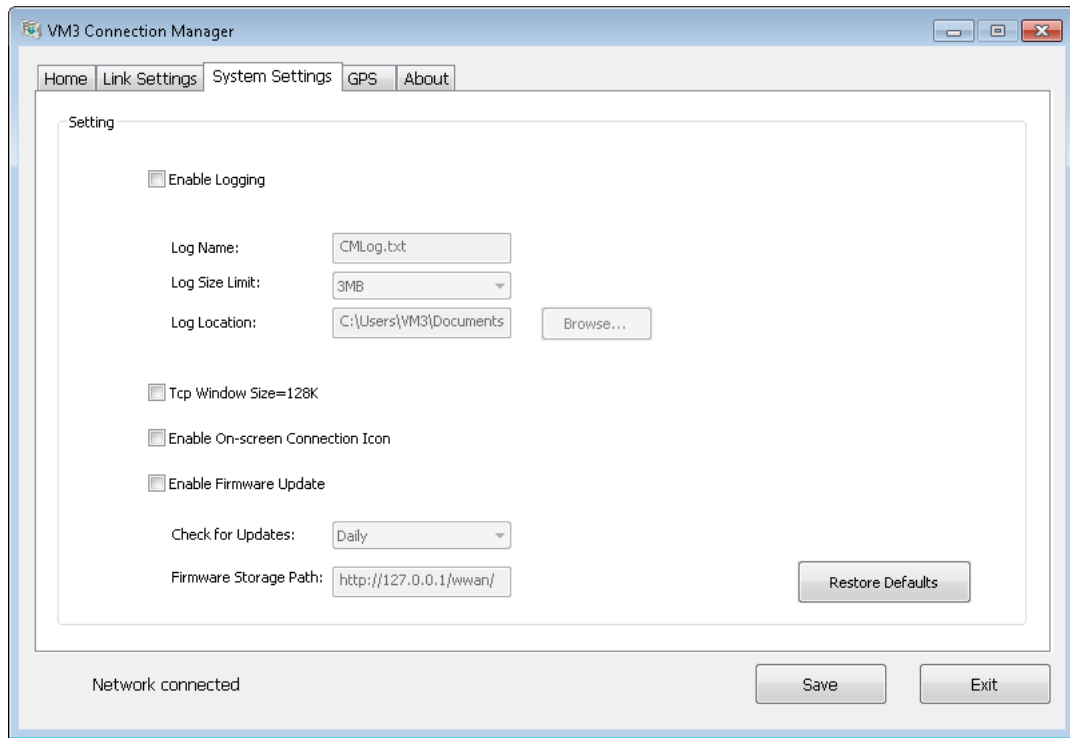 VM3 Connection Manager
Home Link Settings System Settings GPS About
Setting
Enable Logging
Log Name: CMLog.txt
Log Size Limit: 3MB
Log Location: C:\Users\VM3\Documents Browse...
Tcp Window Size=128K
Enable On-screen Connection Icon
Enable Firmware Update
Check for Updates: Daily
Firmware Storage Path: http://127.0.0.1/wwan/
Restore Defaults
Network connected Save Exit